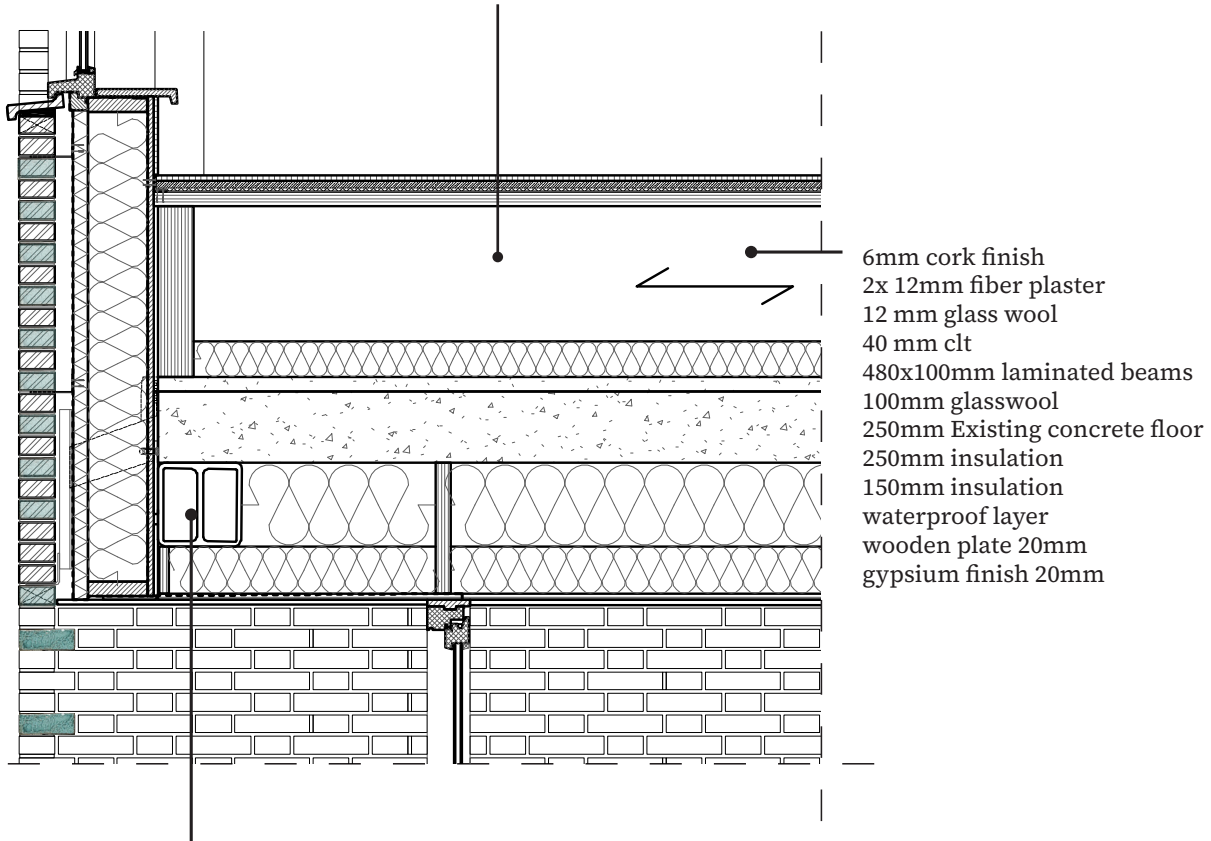 6mm cork finish
2x 12mm fiber plaster
12 mm glass wool
40 mm clt
480x100mm laminated beams
100mm glasswool
250mm Existing concrete floor
250mm insulation
150mm insulation
waterproof layer
wooden plate 20mm
gypsium finish 20mm